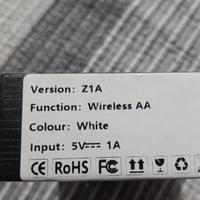 Version: Z1A
Function: Wireless AA
Colour: White
Input: 5V⎓ 1A
CE RoHS FC